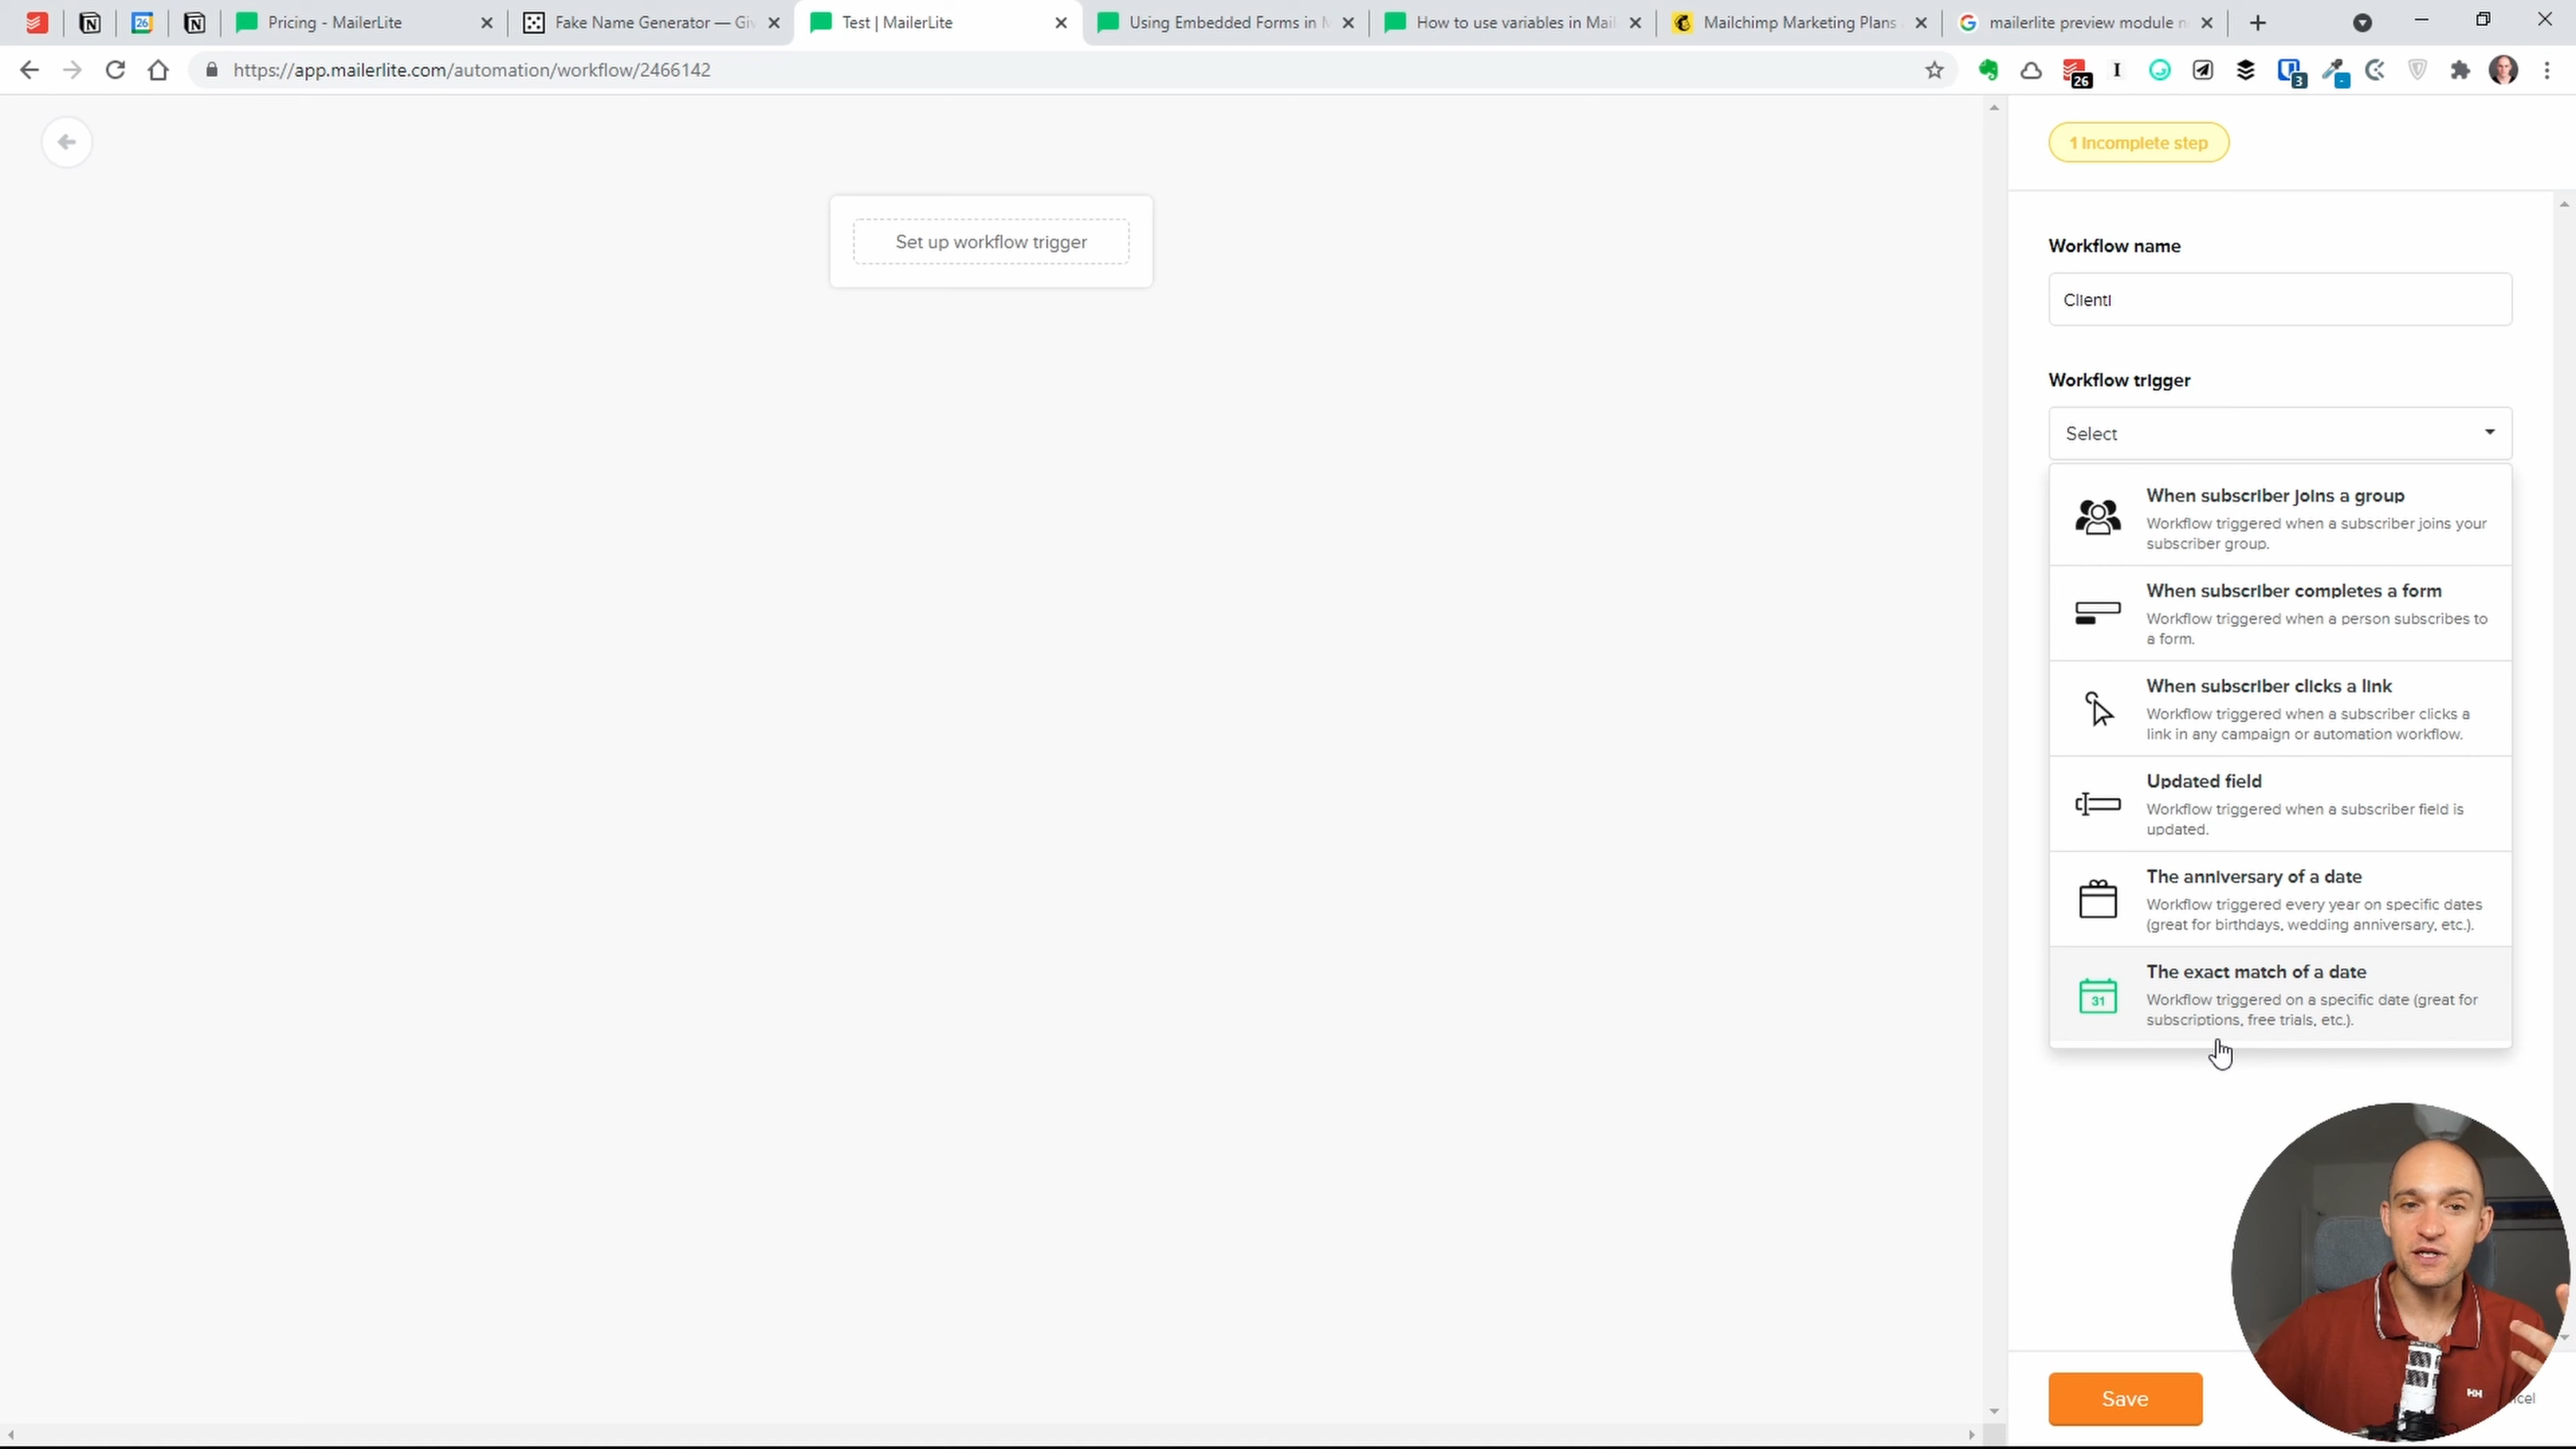 26
Pricing - MailerLite
Fake Name Generator — Gi
Test | MailerLite
Using Embedded Forms in
How to use variables in Mail
Mailchimp Marketing Plans
mailerlite preview module n
https://app.mailerlite.com/automation/workflow/2466142
26
3
1 Incomplete step
Set up workflow trigger
Workflow name
Clienti
Workflow trigger
Select
When subscriber joins a group
Workflow triggered when a subscriber joins your
subscriber group.
When subscriber completes a form
Workflow triggered when a person subscribes to
a form.
When subscriber clicks a link
Workflow triggered when a subscriber clicks a
link in any campaign or automation workflow.
Updated field
Workflow triggered when a subscriber field is
updated.
The anniversary of a date
Workflow triggered every year on specific dates
(great for birthdays, wedding anniversary, etc.).
31
The exact match of a date
Workflow triggered on a specific date (great for
subscriptions, free trials, etc.).
Save
HH
cel